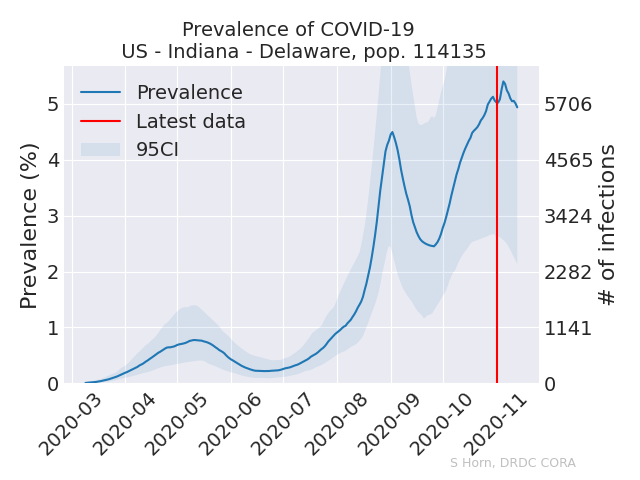 Prevalence of COVID-19
US - Indiana - Delaware, pop. 114135
Prevalence
Latest data
95CI
Prevalence (%)
5
4
3
2
1
0
5706
4565
3424
2282
1141
0
# of infections
2020-03
2020-04
2020-05
2020-06
2020-07
2020-08
2020-09
2020-10
2020-11
S Horn, DRDC CORA